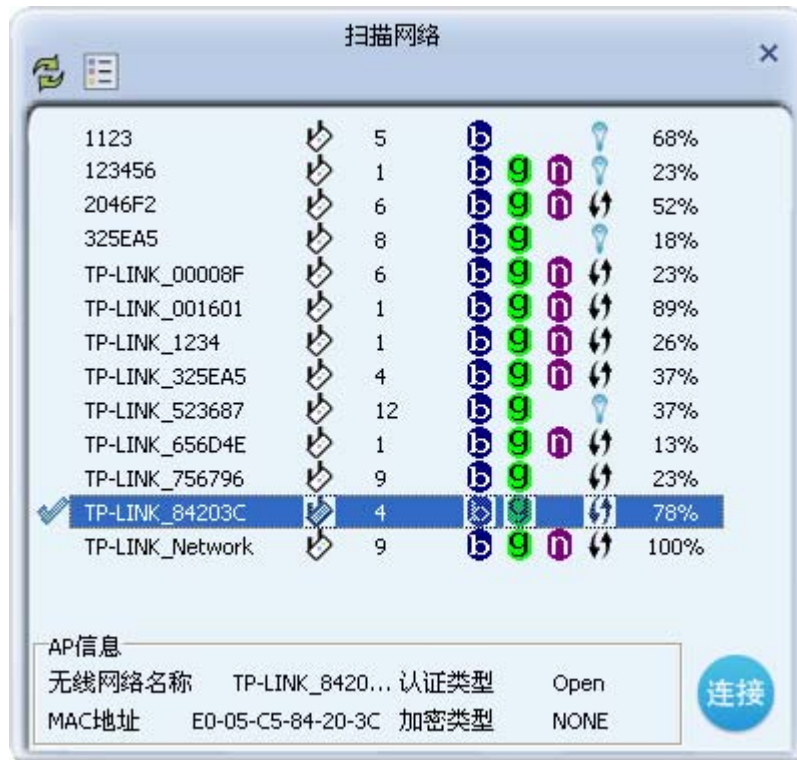 扫描网络
1123 5 b 68%
123456 1 b g n 23%
2046F2 6 b g n 52%
325EA5 8 b g 18%
TP-LINK_00008F 6 b g n 23%
TP-LINK_001601 1 b g n 89%
TP-LINK_1234 1 b g n 26%
TP-LINK_325EA5 4 b g n 37%
TP-LINK_523687 12 b g 37%
TP-LINK_656D4E 1 b g n 13%
TP-LINK_756796 9 b g 23%
TP-LINK_84203C 4 b g 78%
TP-LINK_Network 9 b g n 100%
AP信息
无线网络名称 TP-LINK_8420... 认证类型 Open
MAC地址 E0-05-C5-84-20-3C 加密类型 NONE
连接